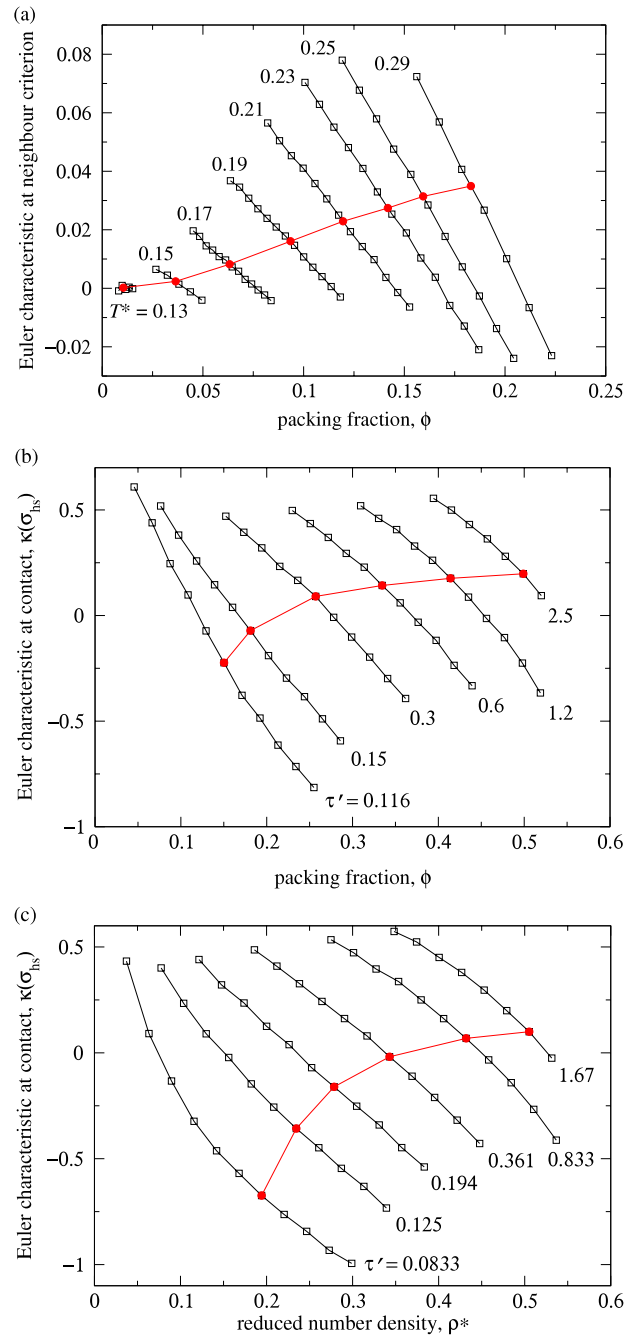 (a)
Euler characteristic at neighbour criterion
0.08
0.06
0.04
0.02
0.00
−0.02
0.25
0.29
0.23
0.21
0.19
0.17
0.15
T* = 0.13
0 0.05 0.1 0.15 0.2 0.25
packing fraction, ϕ
(b)
Euler characteristic at contact, κ(σhs)
0.5
0
−0.5
−1
2.5
1.2
0.6
0.3
0.15
τ′ = 0.116
0 0.1 0.2 0.3 0.4 0.5 0.6
packing fraction, ϕ
(c)
Euler characteristic at contact, κ(σhs)
0.5
0
−0.5
−1
1.67
0.833
0.361
0.194
0.125
τ′ = 0.0833
0 0.1 0.2 0.3 0.4 0.5 0.6
reduced number density, ρ*